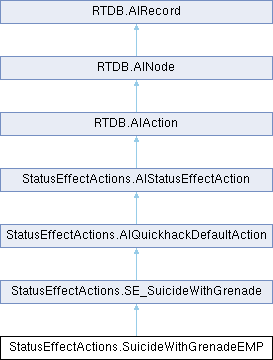 RTDB.AIRecord
RTDB.AINode
RTDB.AIAction
StatusEffectActions.AIStatusEffectAction
StatusEffectActions.AIQuickhackDefaultAction
StatusEffectActions.SE_SuicideWithGrenade
StatusEffectActions.SuicideWithGrenadeEMP